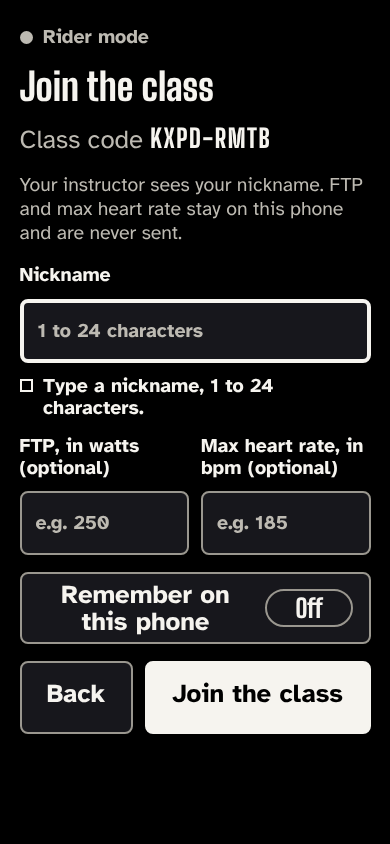 Rider mode
Join the class
Class code KXPD-RMTB
Your instructor sees your nickname. FTP
and max heart rate stay on this phone
and are never sent.
Nickname
1 to 24 characters
Type a nickname, 1 to 24
characters.
FTP, in watts
(optional)
Max heart rate, in
bpm (optional)
e.g. 250
e.g. 185
Remember on
this phone
Off
Back
Join the class